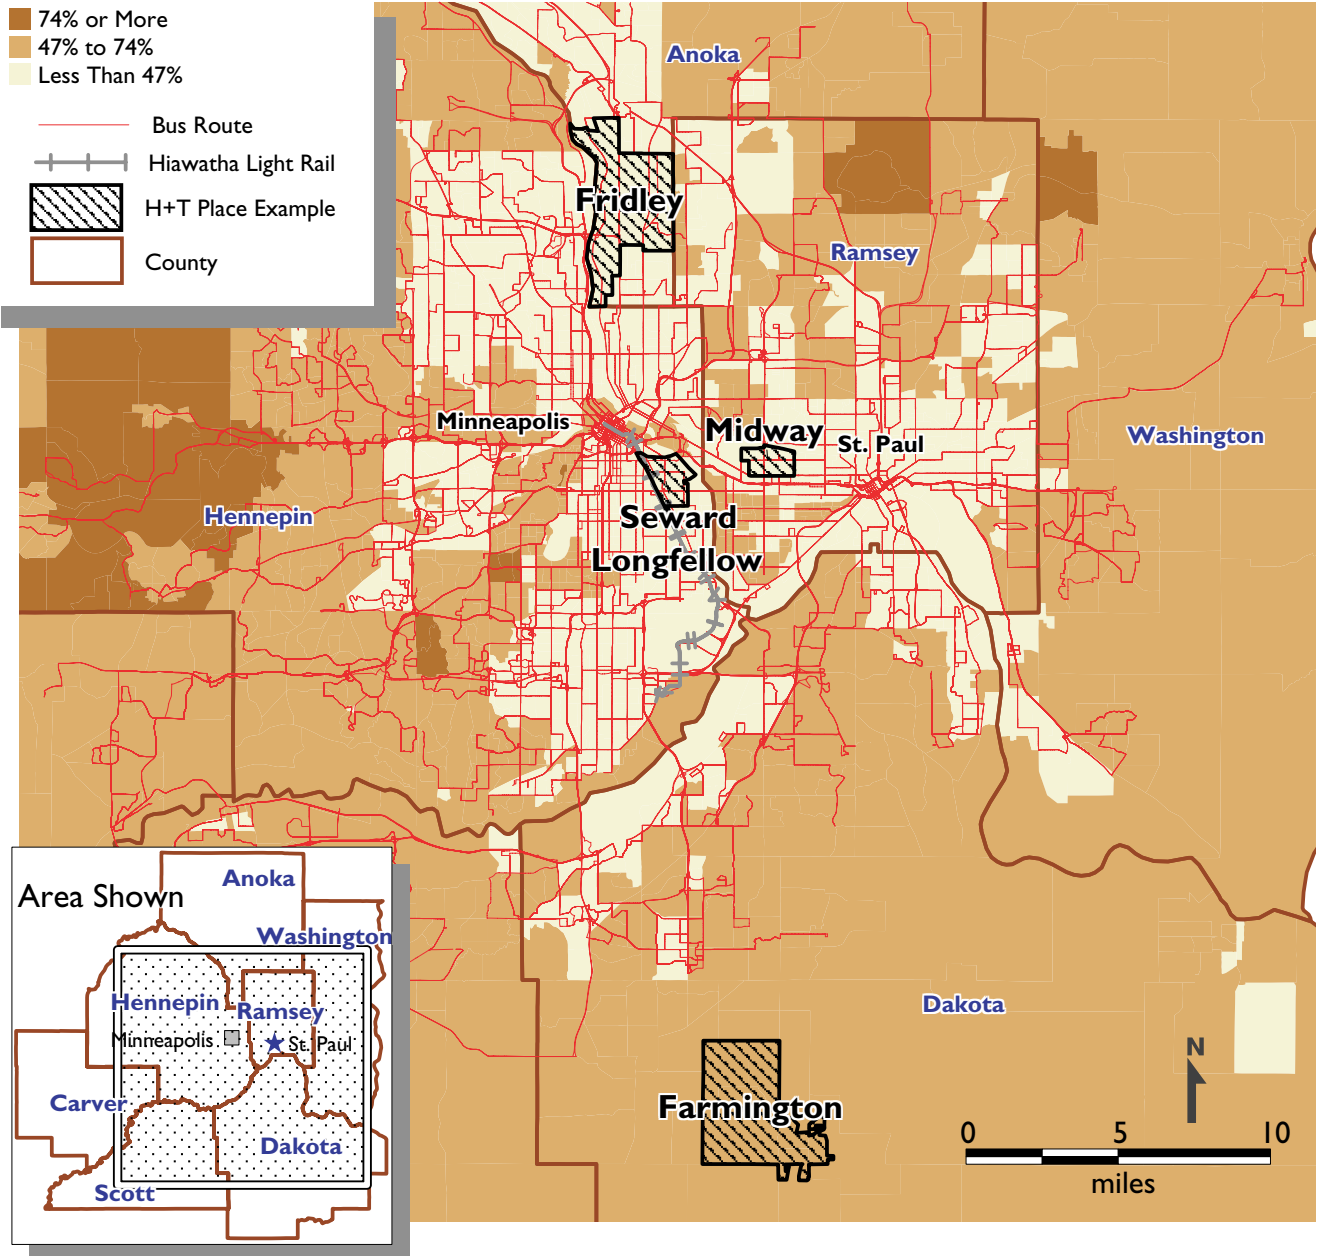 74% or More
47% to 74%
Less Than 47%
Bus Route
Hiawatha Light Rail
H+T Place Example
County
Anoka
Fridley
Ramsey
Minneapolis
Midway
St. Paul
Washington
Hennepin
Seward
Longfellow
Dakota
Farmington
N
0 5 10
miles
Area Shown
Anoka
Washington
Hennepin
Ramsey
Minneapolis
St. Paul
Carver
Dakota
Scott